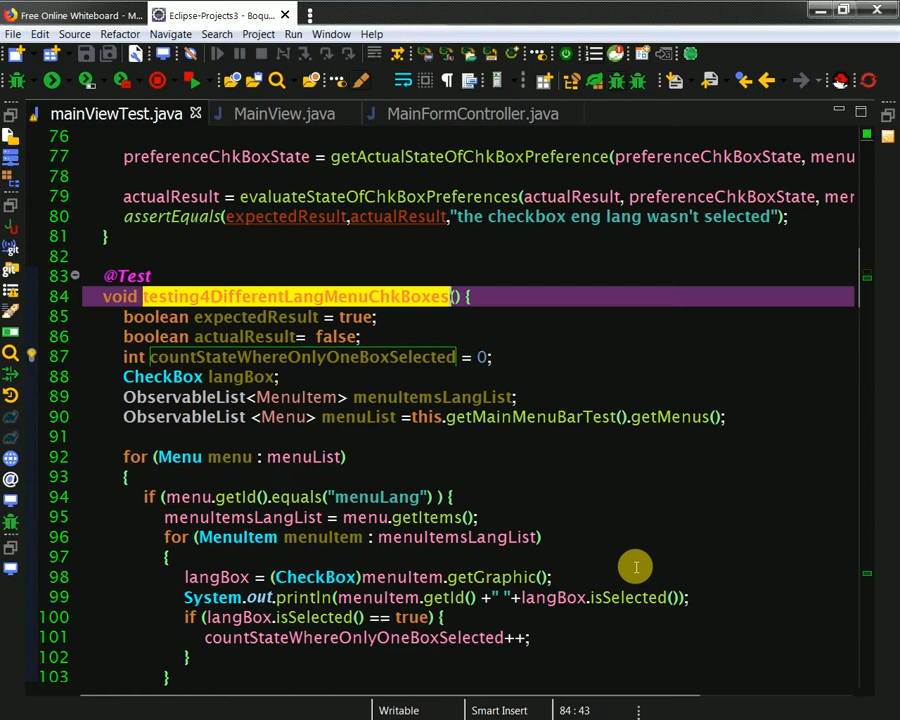 Free Online Whiteboard - M...
Eclipse-Projects3 - Boqu...
File Edit Source Refactor Navigate Search Project Run Window Help
mainViewTest.java
MainView.java
MainFormController.java
76
77 preferenceChkBoxState = getActualStateOfChkBoxPreference(preferenceChkBoxState, menu
78
79 actualResult = evaluateStateOfChkBoxPreferences(actualResult, preferenceChkBoxState, me
80 assertEquals(expectedResult,actualResult,"the checkbox eng lang wasn't selected");
81 }
82
83 @Test
84 void testing4DifferentLangMenuChkBoxes() {
85 boolean expectedResult = true;
86 boolean actualResult= false;
87 int countStateWhereOnlyOneBoxSelected = 0;
88 CheckBox langBox;
89 ObservableList<MenuItem> menuItemsLangList;
90 ObservableList <Menu> menuList =this.getMainMenuBarTest().getMenus();
91
92 for (Menu menu : menuList)
93 {
94 if (menu.getId().equals("menuLang") ) {
95 menuItemsLangList = menu.getItems();
96 for (MenuItem menuItem : menuItemsLangList)
97 {
98 langBox = (CheckBox)menuItem.getGraphic();
99 System.out.println(menuItem.getId() +" "+langBox.isSelected());
100 if (langBox.isSelected() == true) {
101 countStateWhereOnlyOneBoxSelected++;
102 }
103 }
Writable
Smart Insert
84 : 43